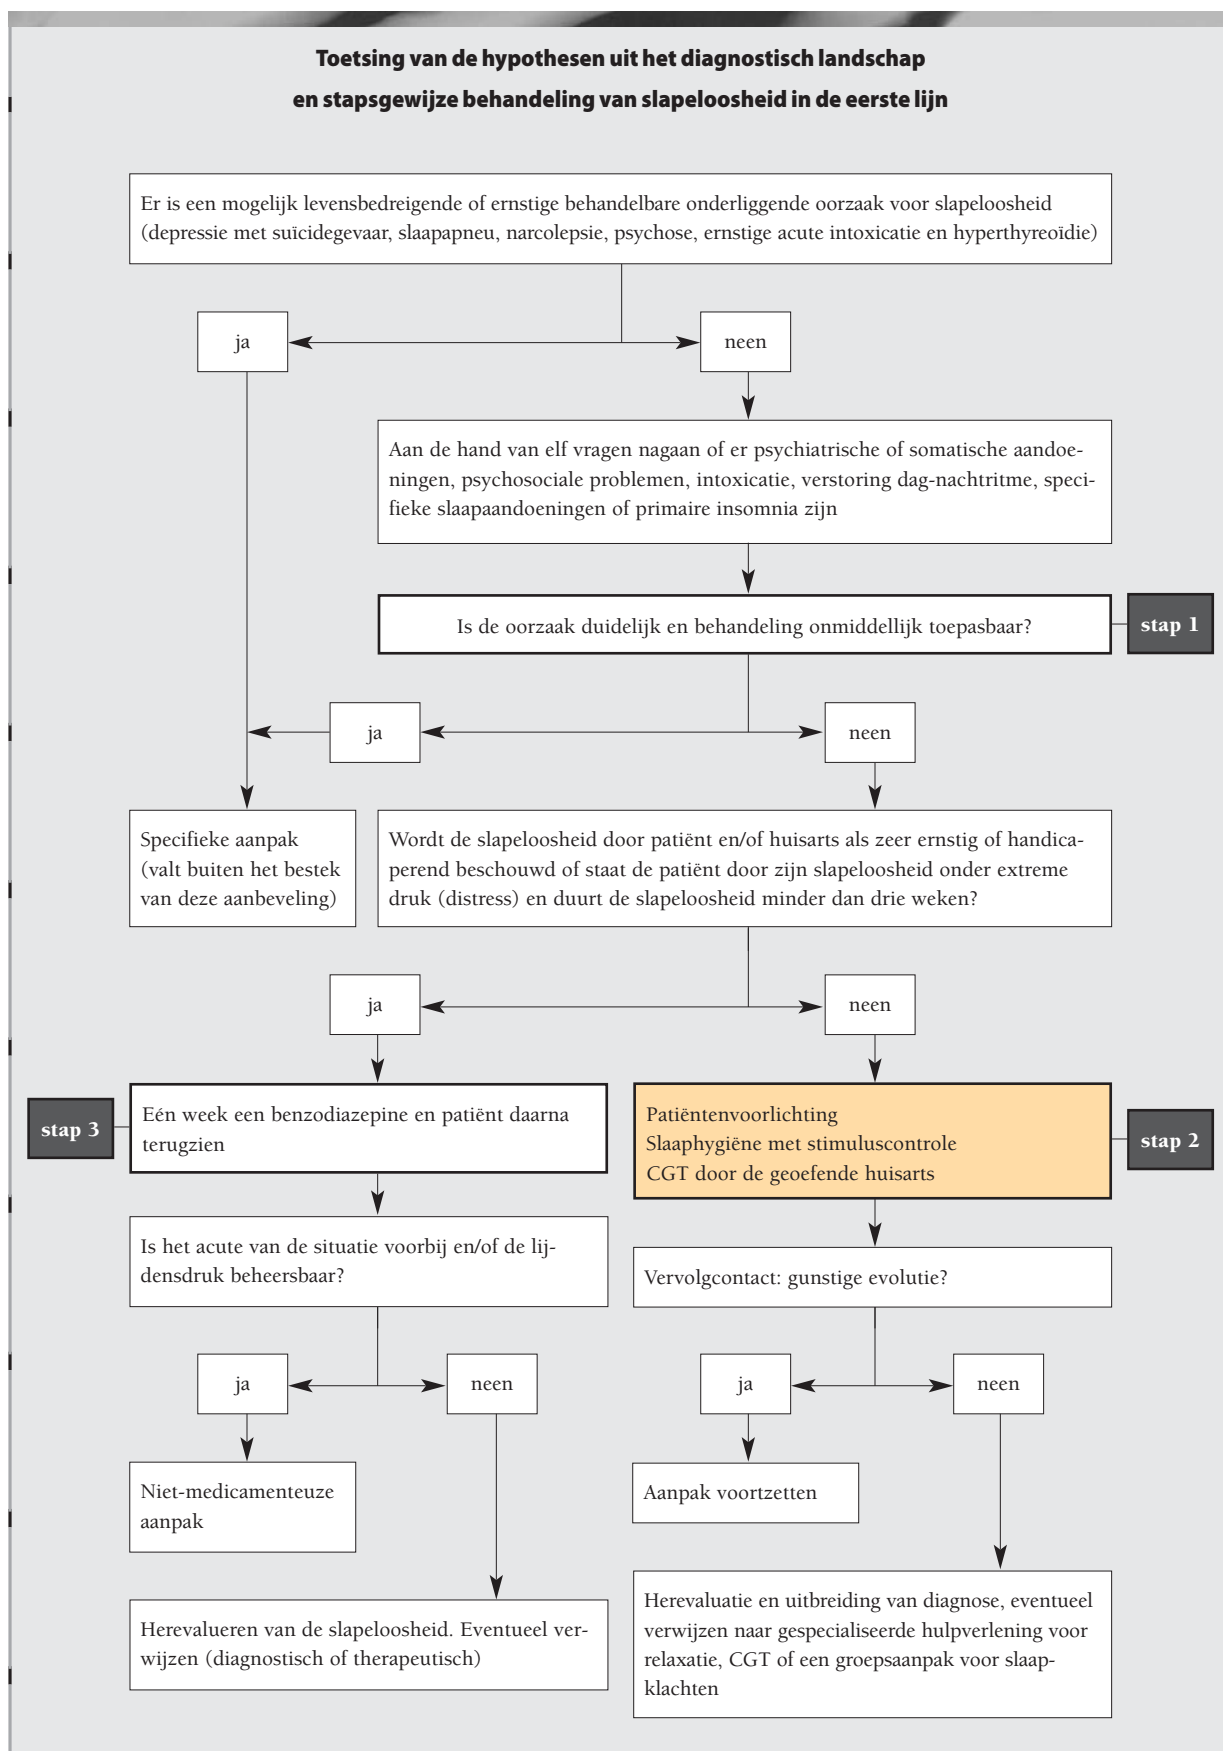 Toetsing van de hypothesen uit het diagnostisch landschap
en stapsgewijze behandeling van slapeloosheid in de eerste lijn
Er is een mogelijk levensbedreigende of ernstige behandelbare onderliggende oorzaak voor slapeloosheid
(depressie met suïcidegevaar, slaapapneu, narcolepsie, psychose, ernstige acute intoxicatie en hyperthyreoïdie)
ja
neen
Aan de hand van elf vragen nagaan of er psychiatrische of somatische aandoe-
ningen, psychosociale problemen, intoxicatie, verstoring dag-nachtritme, speci-
fieke slaapaandoeningen of primaire insomnia zijn
Is de oorzaak duidelijk en behandeling onmiddellijk toepasbaar?
stap 1
ja
neen
Specifieke aanpak
(valt buiten het bestek
van deze aanbeveling)
Wordt de slapeloosheid door patiënt en/of huisarts als zeer ernstig of handica-
perend beschouwd of staat de patiënt door zijn slapeloosheid onder extreme
druk (distress) en duurt de slapeloosheid minder dan drie weken?
ja
neen
stap 3
Eén week een benzodiazepine en patiënt daarna
terugzien
Patiëntenvoorlichting
Slaaphygiëne met stimuluscontrole
CGT door de geoefende huisarts
stap 2
Is het acute van de situatie voorbij en/of de lij-
densdruk beheersbaar?
Vervolgcontact: gunstige evolutie?
ja
neen
ja
neen
Niet-medicamenteuze
aanpak
Aanpak voortzetten
Herevalueren van de slapeloosheid. Eventueel ver-
wijzen (diagnostisch of therapeutisch)
Herevaluatie en uitbreiding van diagnose, eventueel
verwijzen naar gespecialiseerde hulpverlening voor
relaxatie, CGT of een groepsaanpak voor slaap-
klachten